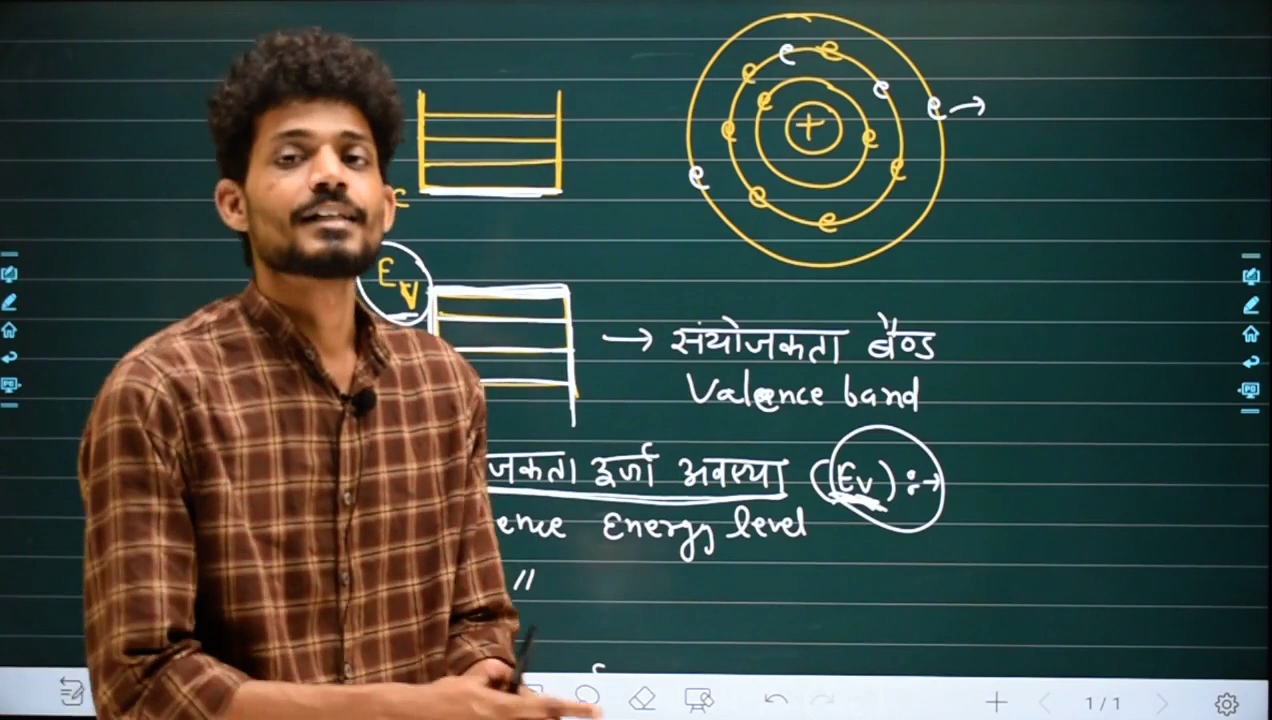 +
e
e
e
e
e
e
e
e
e
e
e
e →
Ev
→ संयोजकता बैण्ड
Valence band
जकता ऊर्जा अवस्था (Ev) :→
ence Energy level
"
1/1